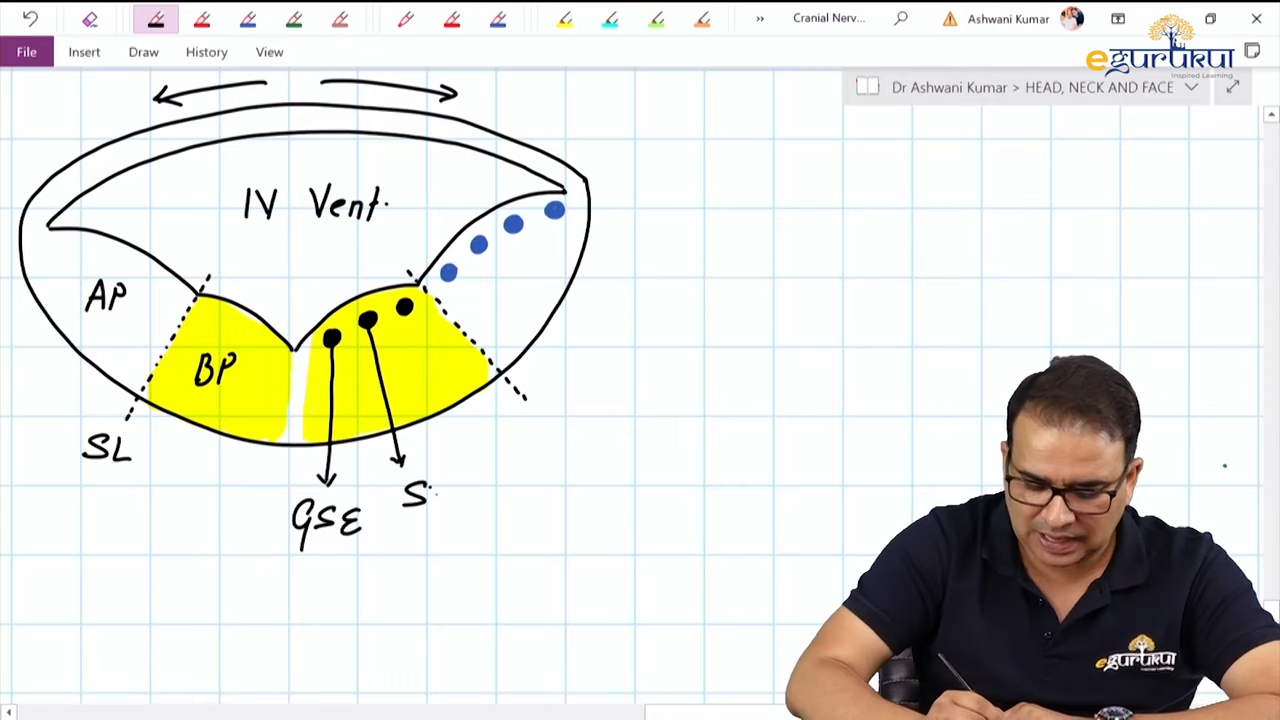 Cranial Nerv...
Ashwani Kumar
File Insert Draw History View
egurukul
Inspired Learning
Dr Ashwani Kumar > HEAD, NECK AND FACE
IV Vent.
AP
BP
SL
GSE
S
egurukul